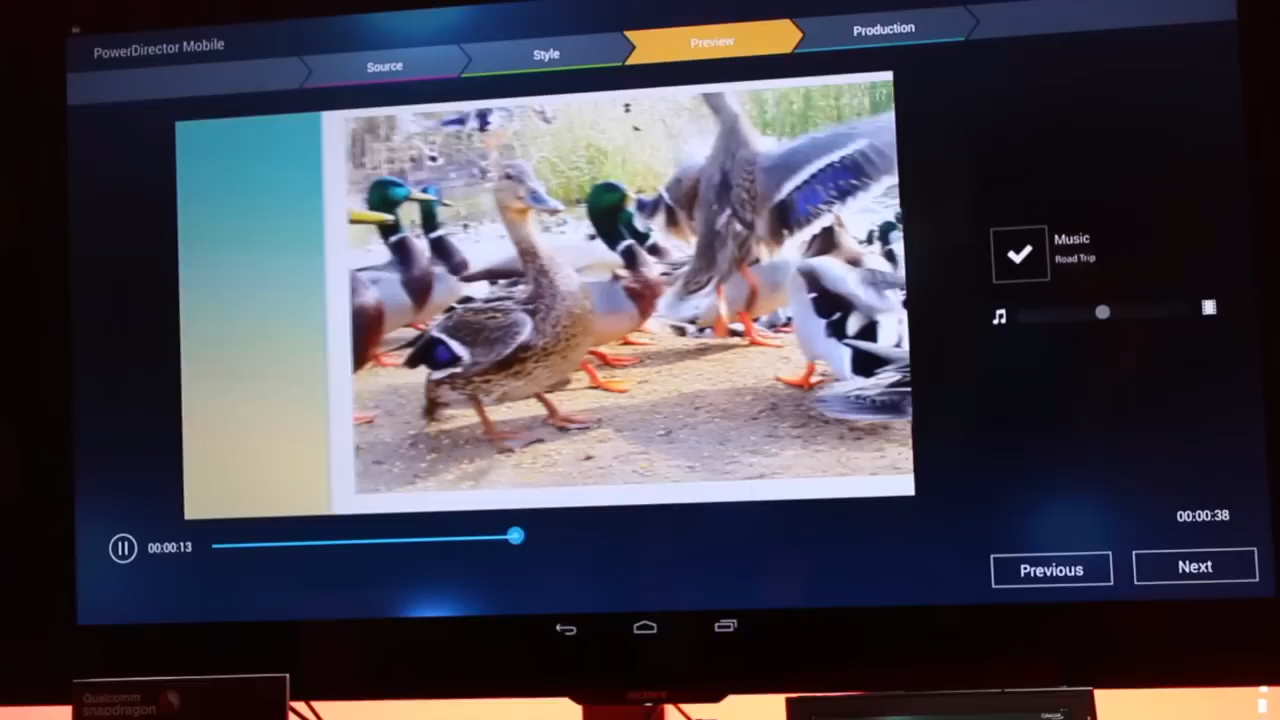 PowerDirector Mobile
Source
Style
Preview
Production
Music
Road Trip
00:00:13
00:00:38
Previous
Next
SONY
Qualcomm
snapdragon